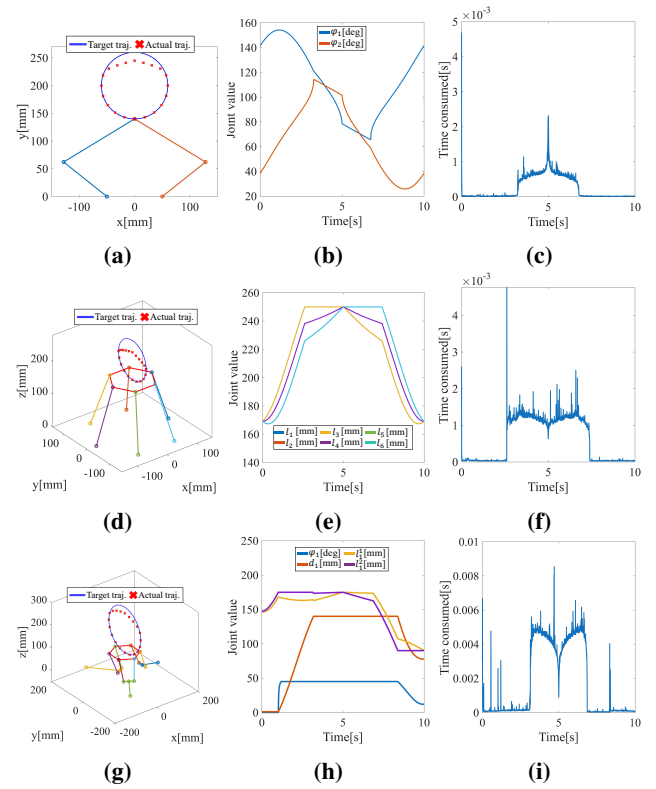 Target traj. Actual traj.
250
200
150
100
50
0
y[mm]
-100 0 100
x[mm]
(a)
φ₁[deg]
φ₂[deg]
160
140
120
100
80
60
40
20
Joint value
0 5 10
Time[s]
(b)
×10⁻³
5
4
3
2
1
0
Time consumed[s]
0 5 10
Time[s]
(c)
Target traj. Actual traj.
200
100
0
z[mm]
100
0
-100
y[mm]
-100
0
100
x[mm]
(d)
260
240
220
200
180
160
140
Joint value
l₁ [mm] l₃ [mm] l₅ [mm]
l₂ [mm] l₄ [mm] l₆ [mm]
0 5 10
Time[s]
(e)
×10⁻³
4
3
2
1
0
Time consumed[s]
0 5 10
Time[s]
(f)
Target traj. Actual traj.
300
200
100
0
z[mm]
200
0
-200
y[mm]
-200
0
200
x[mm]
(g)
φ₁[deg] l₁¹[mm]
d₁[mm] l₁²[mm]
250
200
150
100
50
0
Joint value
0 5 10
Time[s]
(h)
0.01
0.008
0.006
0.004
0.002
0
Time consumed[s]
0 5 10
Time[s]
(i)